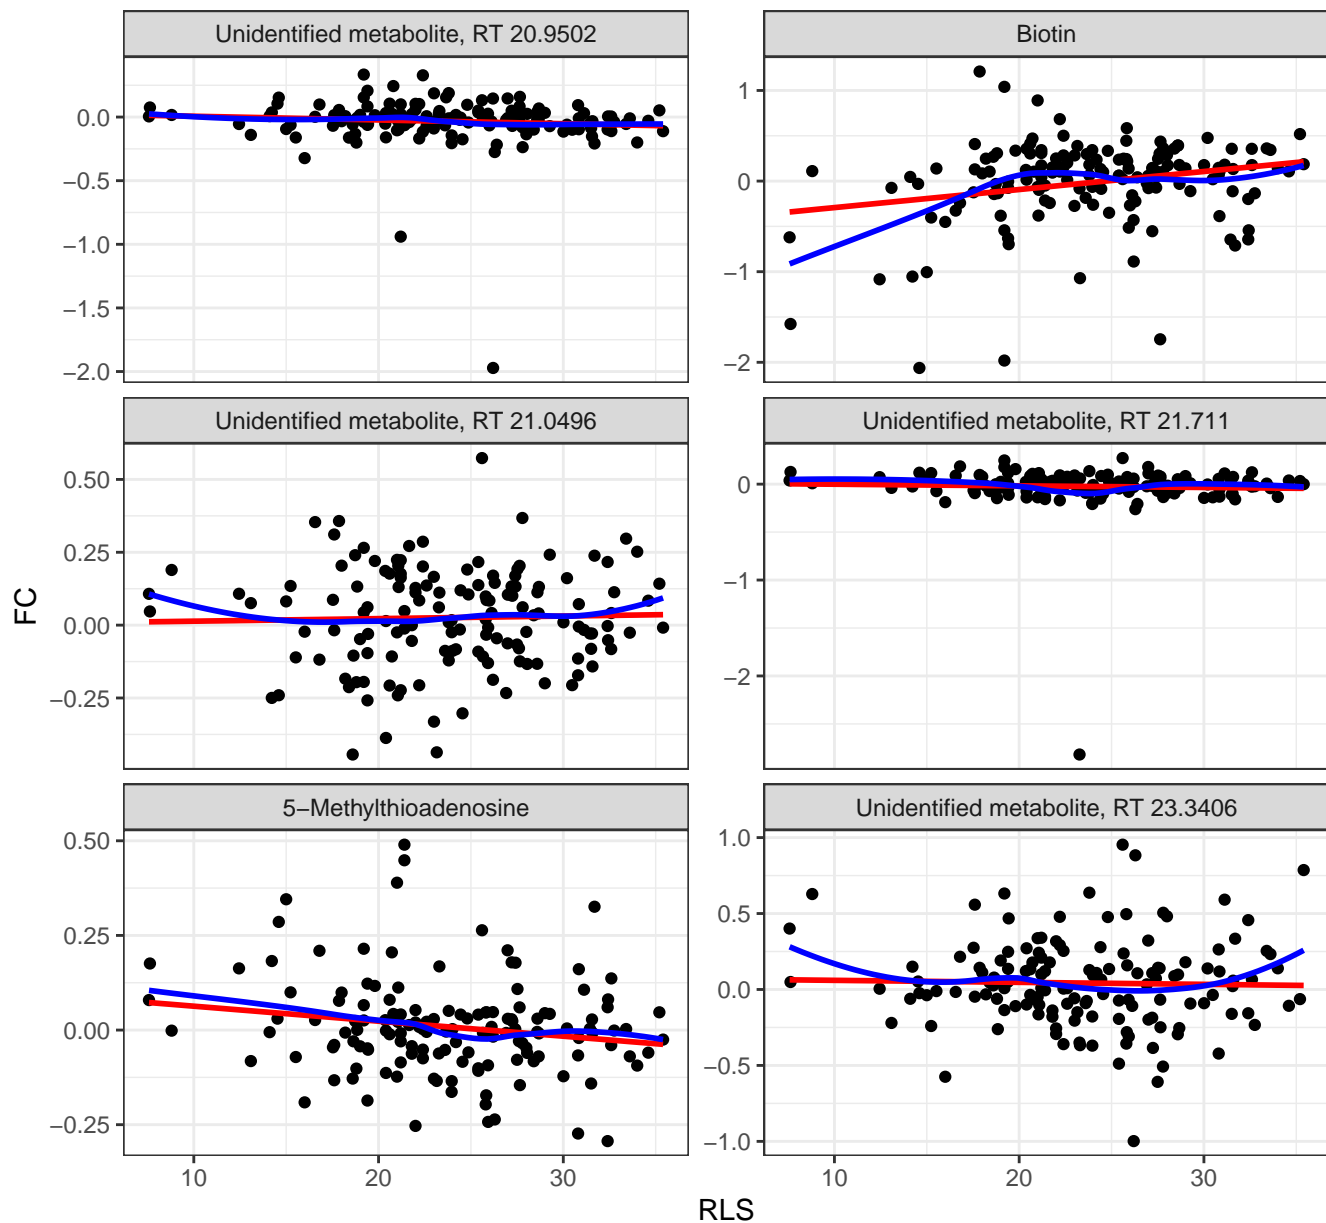 Unidentified metabolite, RT 20.9502
Biotin
0.0
−0.5
−1.0
−1.5
−2.0
1
0
−1
−2
Unidentified metabolite, RT 21.0496
Unidentified metabolite, RT 21.711
0.50
0.25
0.00
−0.25
0
−1
−2
FC
5−Methylthioadenosine
Unidentified metabolite, RT 23.3406
0.50
0.25
0.00
−0.25
1.0
0.5
0.0
−0.5
−1.0
10 20 30
10 20 30
RLS